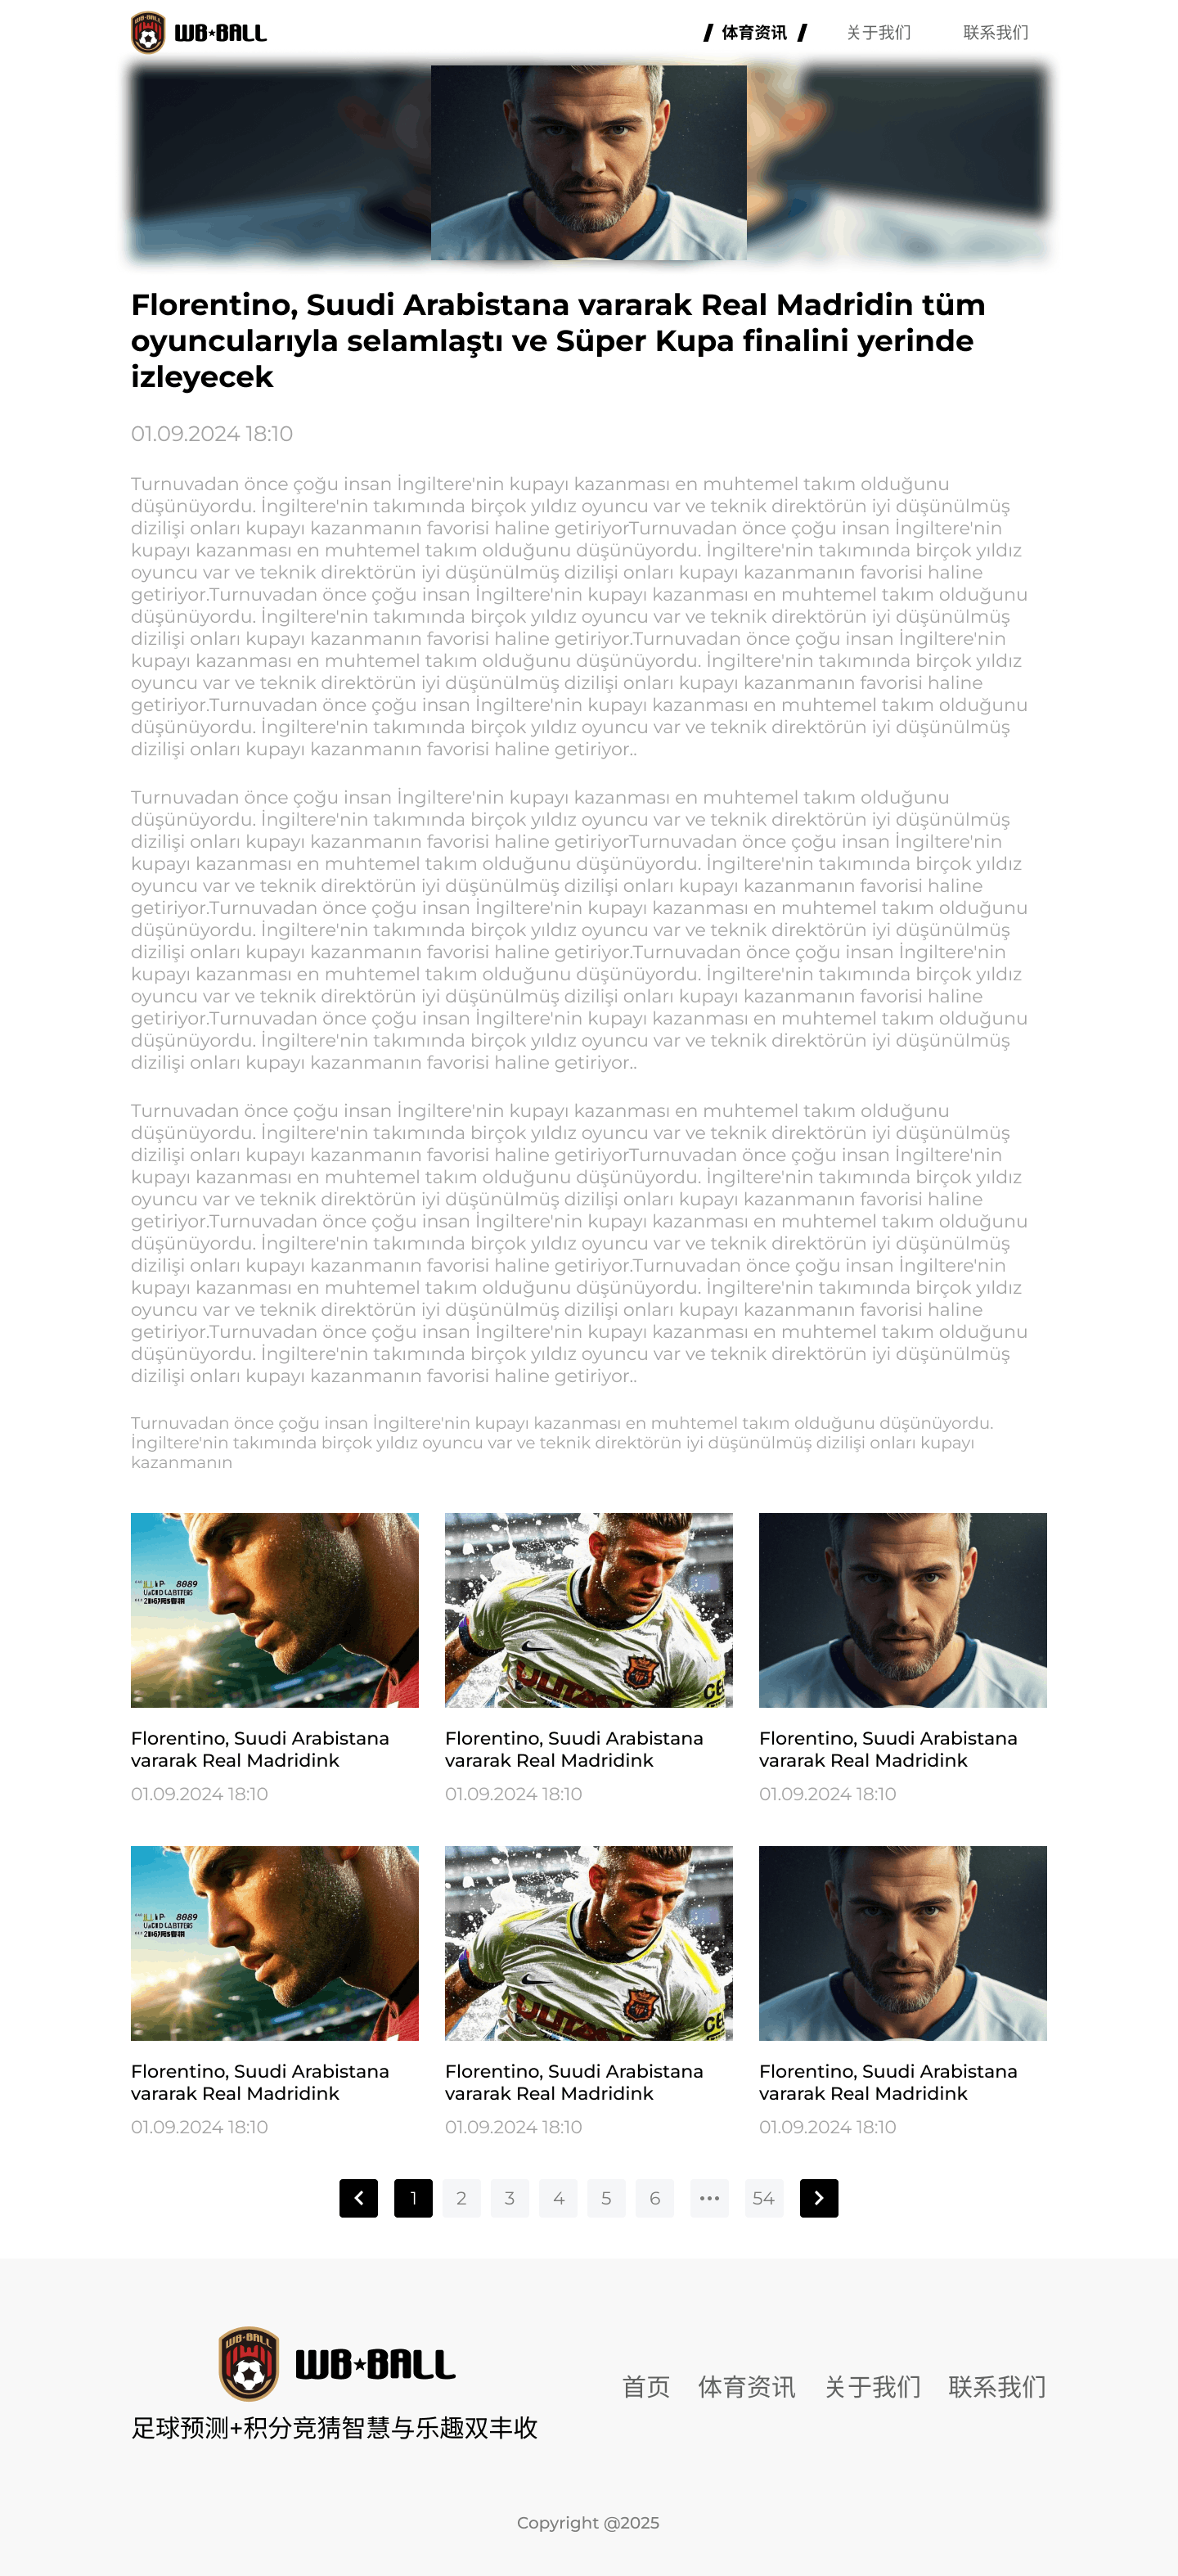 WB★BALL
体育资讯 关于我们 联系我们
Florentino, Suudi Arabistana vararak Real Madridin tüm
oyuncularıyla selamlaştı ve Süper Kupa finalini yerinde
izleyecek
01.09.2024 18:10
Turnuvadan önce çoğu insan İngiltere'nin kupayı kazanması en muhtemel takım olduğunu
düşünüyordu. İngiltere'nin takımında birçok yıldız oyuncu var ve teknik direktörün iyi düşünülmüş
dizilişi onları kupayı kazanmanın favorisi haline getiriyorTurnuvadan önce çoğu insan İngiltere'nin
kupayı kazanması en muhtemel takım olduğunu düşünüyordu. İngiltere'nin takımında birçok yıldız
oyuncu var ve teknik direktörün iyi düşünülmüş dizilişi onları kupayı kazanmanın favorisi haline
getiriyor.Turnuvadan önce çoğu insan İngiltere'nin kupayı kazanması en muhtemel takım olduğunu
düşünüyordu. İngiltere'nin takımında birçok yıldız oyuncu var ve teknik direktörün iyi düşünülmüş
dizilişi onları kupayı kazanmanın favorisi haline getiriyor.Turnuvadan önce çoğu insan İngiltere'nin
kupayı kazanması en muhtemel takım olduğunu düşünüyordu. İngiltere'nin takımında birçok yıldız
oyuncu var ve teknik direktörün iyi düşünülmüş dizilişi onları kupayı kazanmanın favorisi haline
getiriyor.Turnuvadan önce çoğu insan İngiltere'nin kupayı kazanması en muhtemel takım olduğunu
düşünüyordu. İngiltere'nin takımında birçok yıldız oyuncu var ve teknik direktörün iyi düşünülmüş
dizilişi onları kupayı kazanmanın favorisi haline getiriyor..
Turnuvadan önce çoğu insan İngiltere'nin kupayı kazanması en muhtemel takım olduğunu
düşünüyordu. İngiltere'nin takımında birçok yıldız oyuncu var ve teknik direktörün iyi düşünülmüş
dizilişi onları kupayı kazanmanın favorisi haline getiriyorTurnuvadan önce çoğu insan İngiltere'nin
kupayı kazanması en muhtemel takım olduğunu düşünüyordu. İngiltere'nin takımında birçok yıldız
oyuncu var ve teknik direktörün iyi düşünülmüş dizilişi onları kupayı kazanmanın favorisi haline
getiriyor.Turnuvadan önce çoğu insan İngiltere'nin kupayı kazanması en muhtemel takım olduğunu
düşünüyordu. İngiltere'nin takımında birçok yıldız oyuncu var ve teknik direktörün iyi düşünülmüş
dizilişi onları kupayı kazanmanın favorisi haline getiriyor.Turnuvadan önce çoğu insan İngiltere'nin
kupayı kazanması en muhtemel takım olduğunu düşünüyordu. İngiltere'nin takımında birçok yıldız
oyuncu var ve teknik direktörün iyi düşünülmüş dizilişi onları kupayı kazanmanın favorisi haline
getiriyor.Turnuvadan önce çoğu insan İngiltere'nin kupayı kazanması en muhtemel takım olduğunu
düşünüyordu. İngiltere'nin takımında birçok yıldız oyuncu var ve teknik direktörün iyi düşünülmüş
dizilişi onları kupayı kazanmanın favorisi haline getiriyor..
Turnuvadan önce çoğu insan İngiltere'nin kupayı kazanması en muhtemel takım olduğunu
düşünüyordu. İngiltere'nin takımında birçok yıldız oyuncu var ve teknik direktörün iyi düşünülmüş
dizilişi onları kupayı kazanmanın favorisi haline getiriyorTurnuvadan önce çoğu insan İngiltere'nin
kupayı kazanması en muhtemel takım olduğunu düşünüyordu. İngiltere'nin takımında birçok yıldız
oyuncu var ve teknik direktörün iyi düşünülmüş dizilişi onları kupayı kazanmanın favorisi haline
getiriyor.Turnuvadan önce çoğu insan İngiltere'nin kupayı kazanması en muhtemel takım olduğunu
düşünüyordu. İngiltere'nin takımında birçok yıldız oyuncu var ve teknik direktörün iyi düşünülmüş
dizilişi onları kupayı kazanmanın favorisi haline getiriyor.Turnuvadan önce çoğu insan İngiltere'nin
kupayı kazanması en muhtemel takım olduğunu düşünüyordu. İngiltere'nin takımında birçok yıldız
oyuncu var ve teknik direktörün iyi düşünülmüş dizilişi onları kupayı kazanmanın favorisi haline
getiriyor.Turnuvadan önce çoğu insan İngiltere'nin kupayı kazanması en muhtemel takım olduğunu
düşünüyordu. İngiltere'nin takımında birçok yıldız oyuncu var ve teknik direktörün iyi düşünülmüş
dizilişi onları kupayı kazanmanın favorisi haline getiriyor..
Turnuvadan önce çoğu insan İngiltere'nin kupayı kazanması en muhtemel takım olduğunu düşünüyordu.
İngiltere'nin takımında birçok yıldız oyuncu var ve teknik direktörün iyi düşünülmüş dizilişi onları kupayı
kazanmanın
8089
Florentino, Suudi Arabistana
vararak Real Madridink
01.09.2024 18:10
Florentino, Suudi Arabistana
vararak Real Madridink
01.09.2024 18:10
Florentino, Suudi Arabistana
vararak Real Madridink
01.09.2024 18:10
8089
Florentino, Suudi Arabistana
vararak Real Madridink
01.09.2024 18:10
Florentino, Suudi Arabistana
vararak Real Madridink
01.09.2024 18:10
Florentino, Suudi Arabistana
vararak Real Madridink
01.09.2024 18:10
1 2 3 4 5 6 ••• 54
WB-BALL
WB★BALL
足球预测+积分竞猜智慧与乐趣双丰收
首页 体育资讯 关于我们 联系我们
Copyright @2025